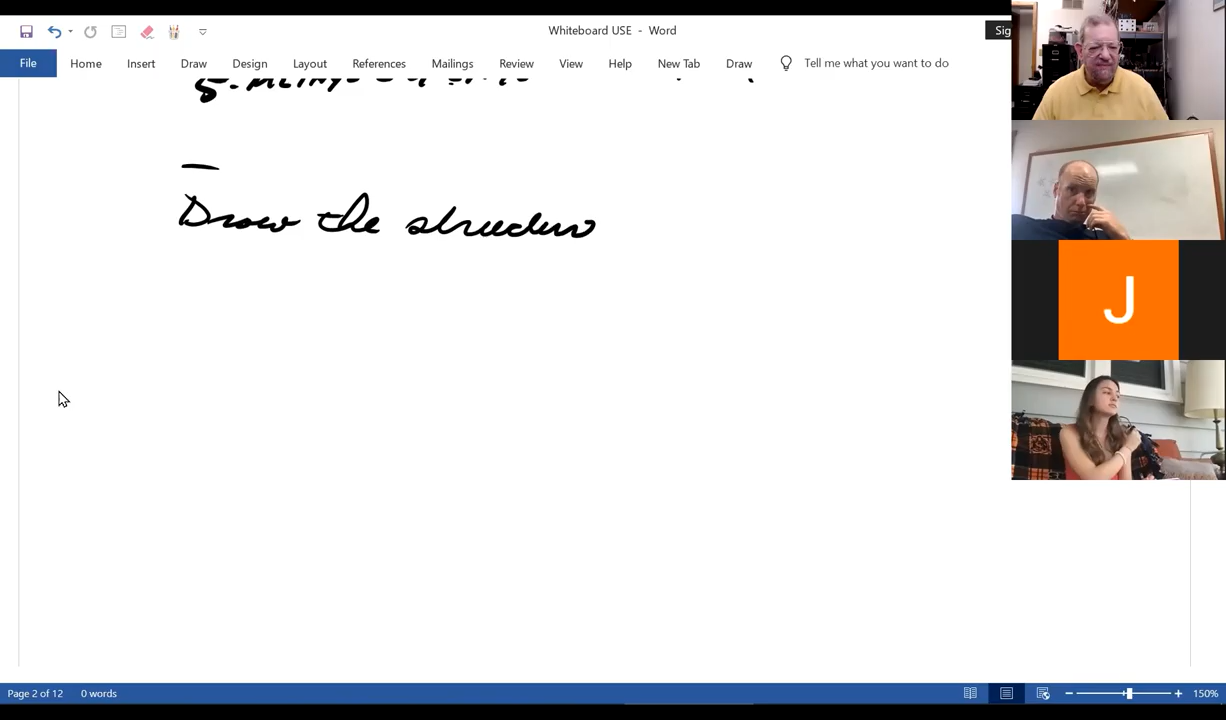 Whiteboard USE - Word
Sig
File Home Insert Draw Design Layout References Mailings Review View Help New Tab Draw Tell me what you want to do
Draw the
J
Page 2 of 12 0 words 150%